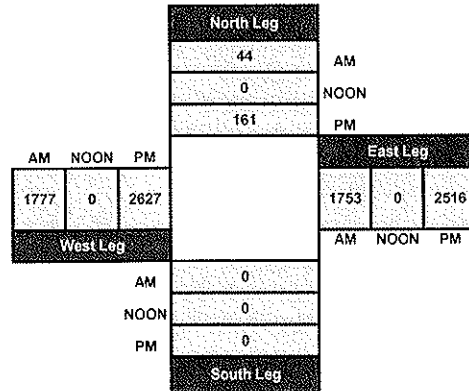 North Leg
44 AM
0 NOON
161 PM
AM NOON PM
East Leg
1777 0 2627
1753 0 2516
West Leg
AM NOON PM
AM 0
NOON 0
PM 0
South Leg